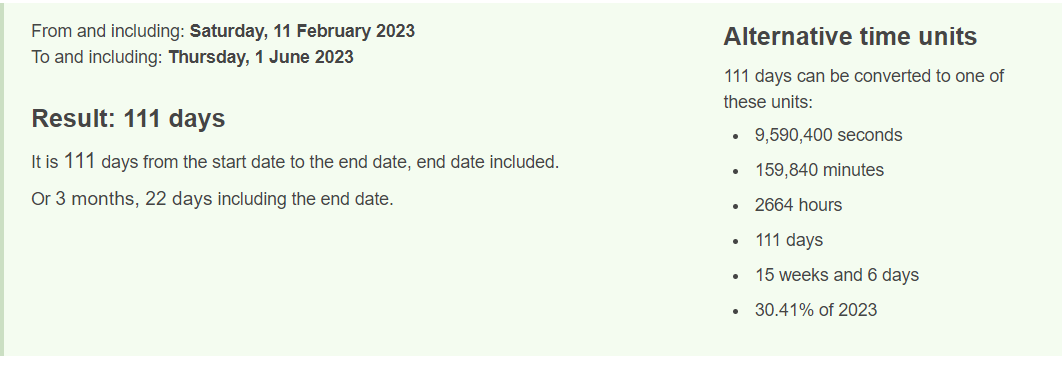 From and including: Saturday, 11 February 2023
To and including: Thursday, 1 June 2023
Result: 111 days
It is 111 days from the start date to the end date, end date included.
Or 3 months, 22 days including the end date.
Alternative time units
111 days can be converted to one of
these units:
• 9,590,400 seconds
• 159,840 minutes
• 2664 hours
• 111 days
• 15 weeks and 6 days
• 30.41% of 2023